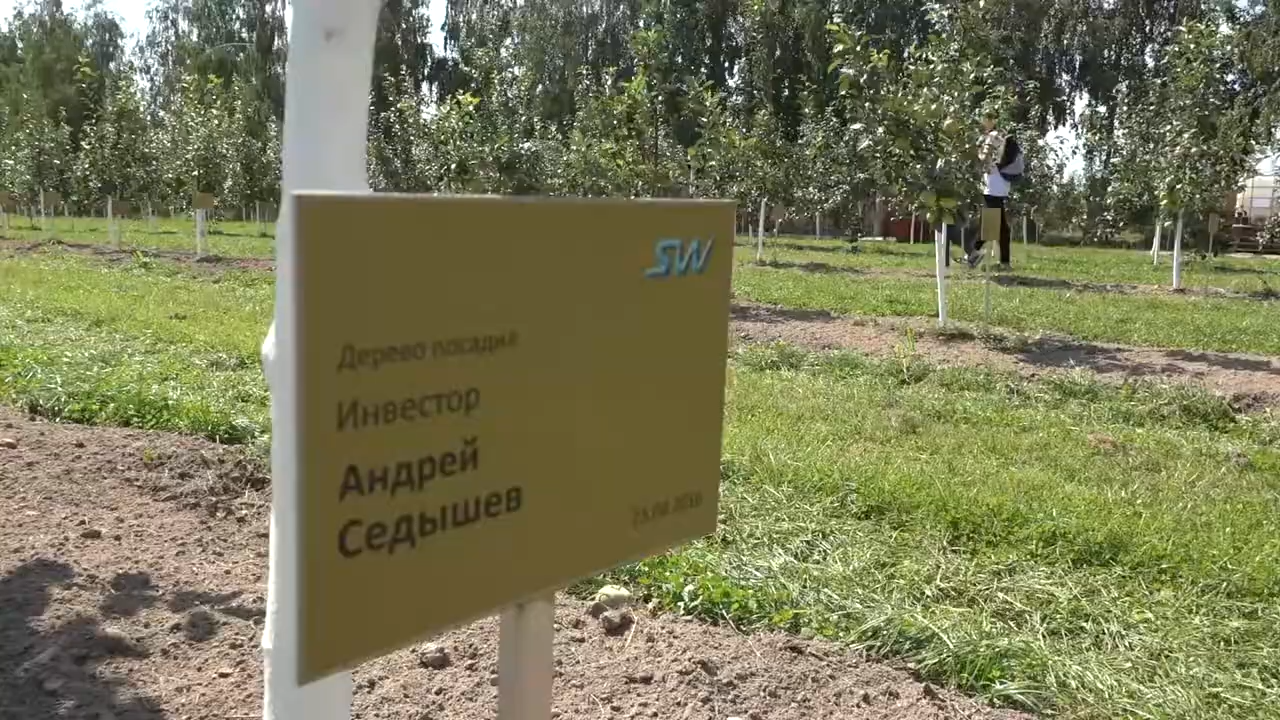 SW
Дерево посадил
Инвестор
Андрей
Седышев